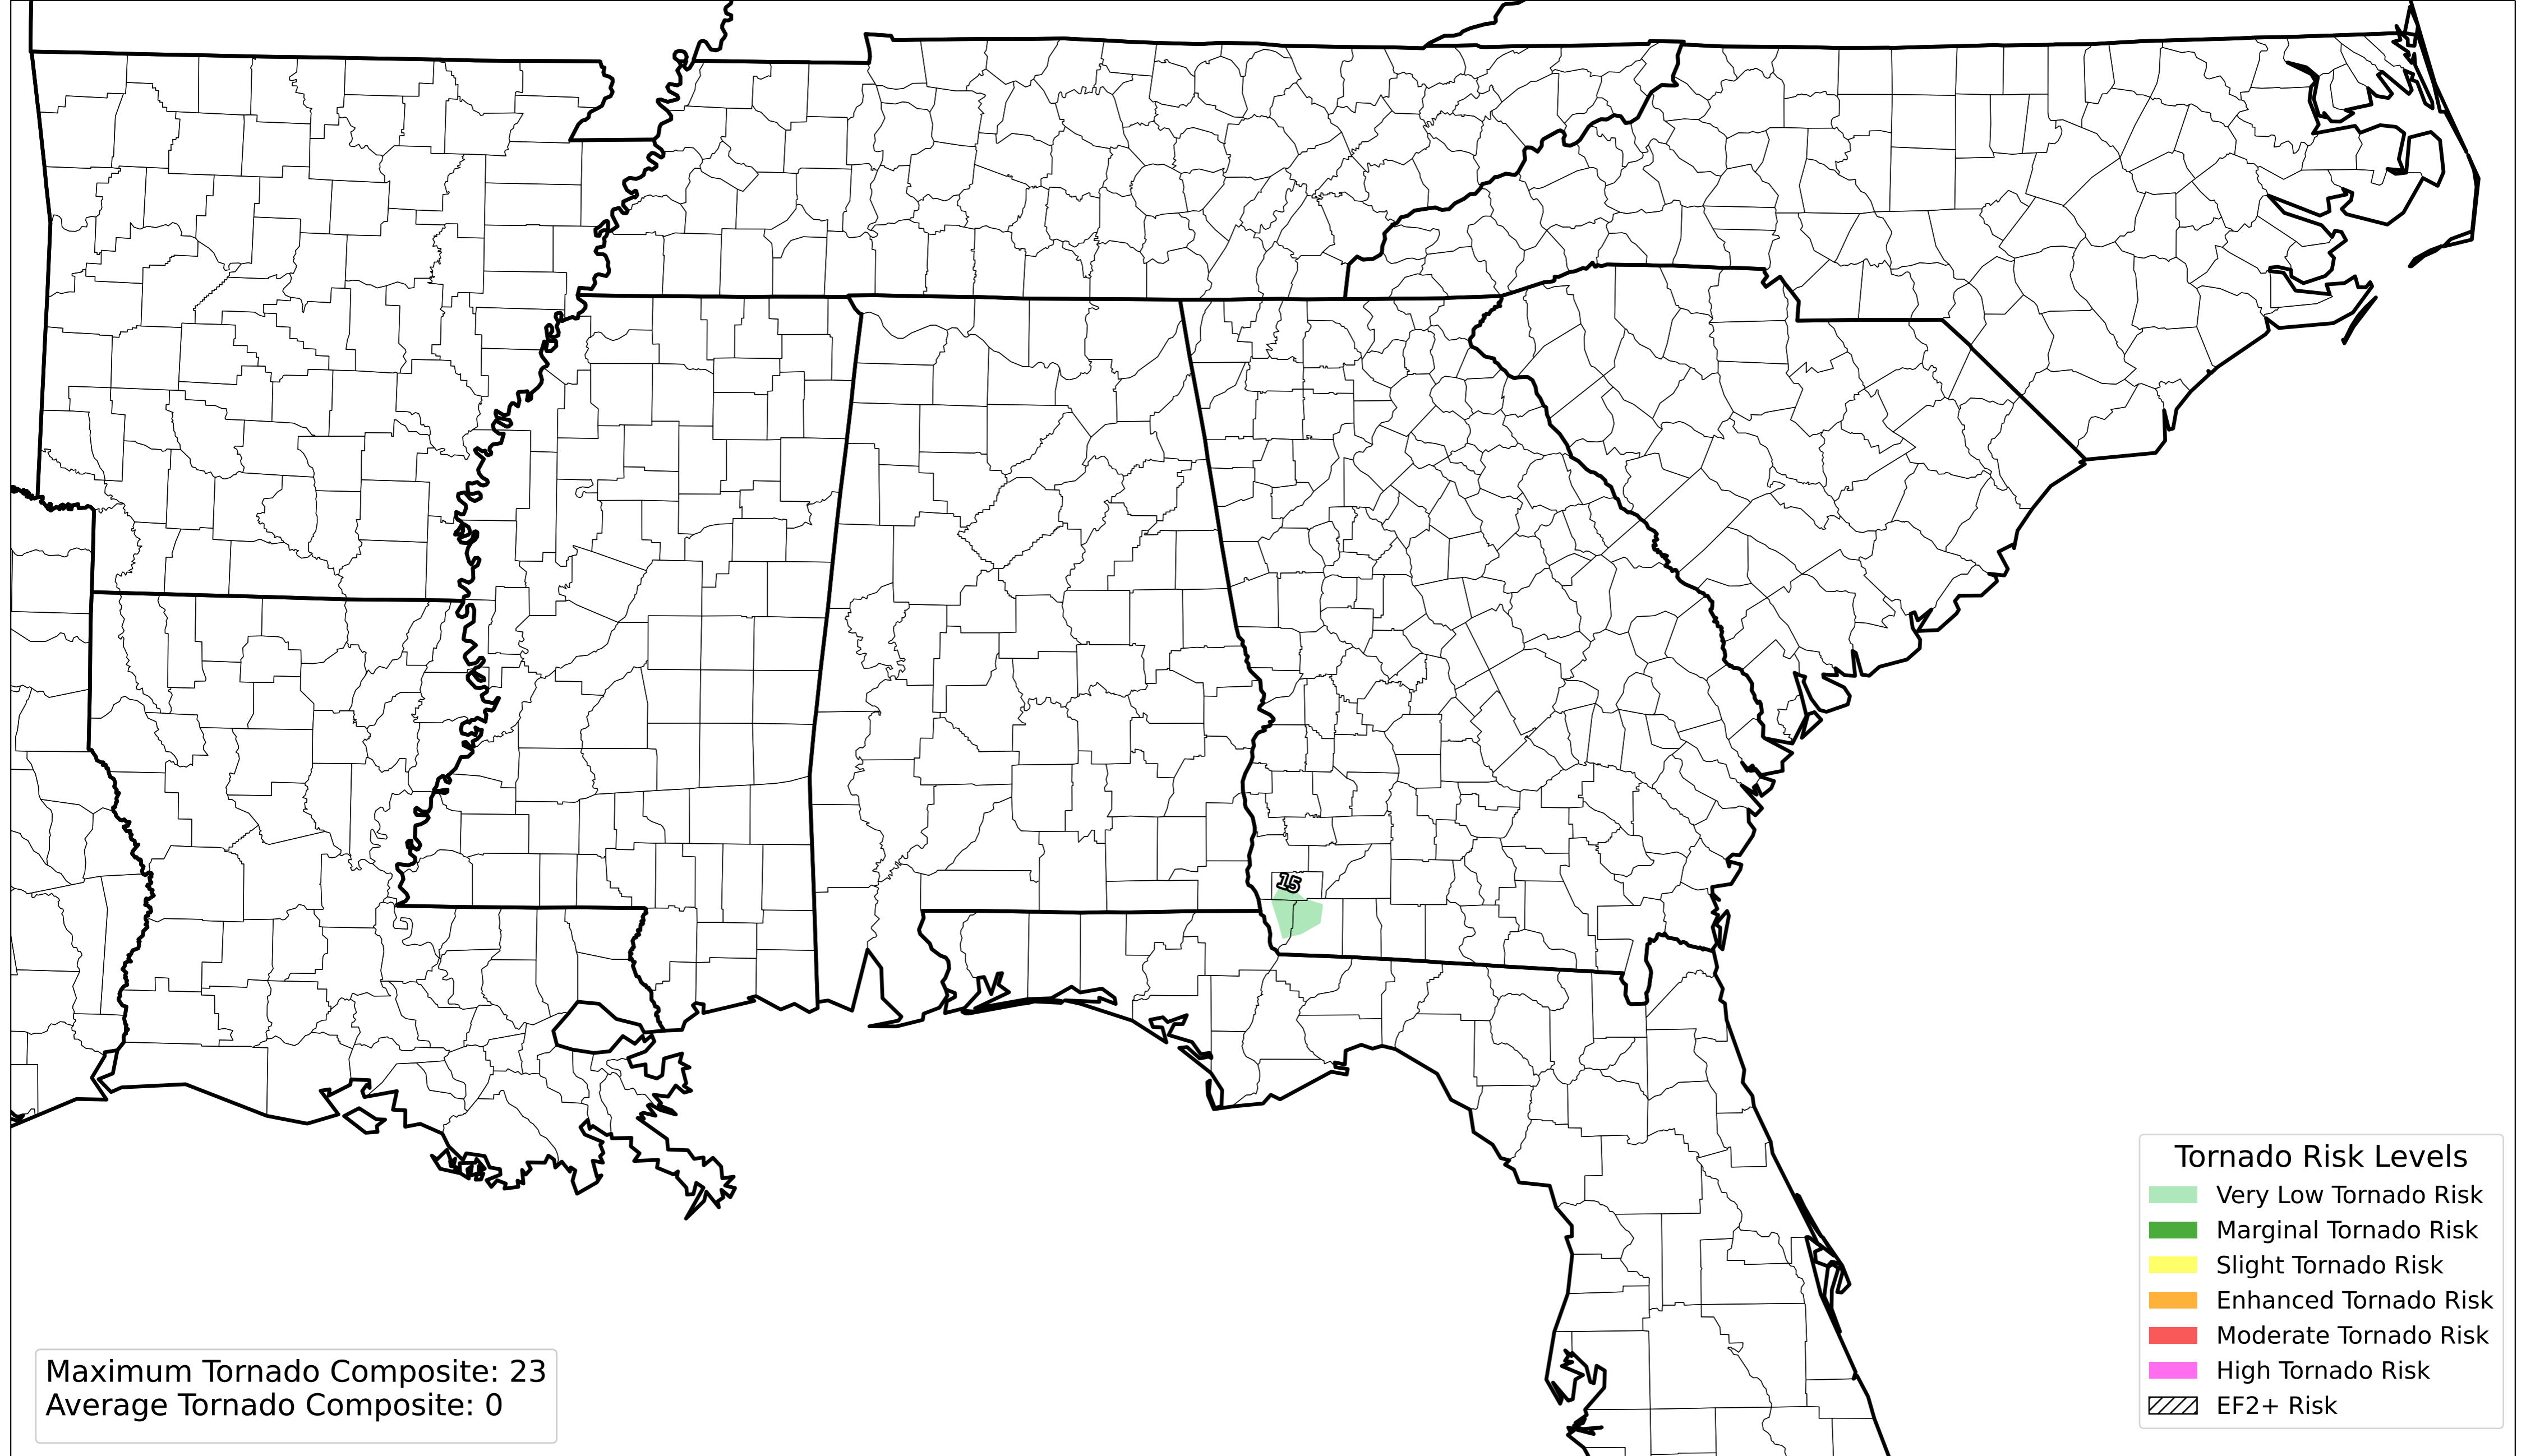 15
Tornado Risk Levels
Very Low Tornado Risk
Marginal Tornado Risk
Slight Tornado Risk
Enhanced Tornado Risk
Moderate Tornado Risk
High Tornado Risk
EF2+ Risk
Maximum Tornado Composite: 23
Average Tornado Composite: 0